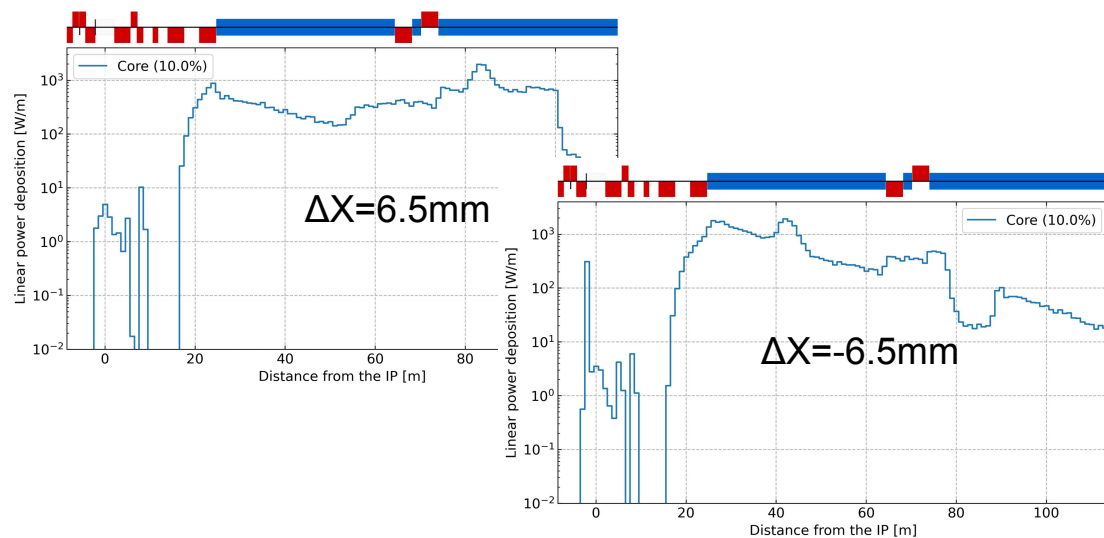 Core (10.0%)
Linear power deposition [W/m]
10³
10²
10¹
10⁰
10⁻¹
10⁻²
ΔX=6.5mm
0
20
40
60
80
Distance from the IP [m]
Core (10.0%)
Linear power deposition [W/m]
10³
10²
10¹
10⁰
10⁻¹
10⁻²
ΔX=-6.5mm
0
20
40
60
80
100
Distance from the IP [m]